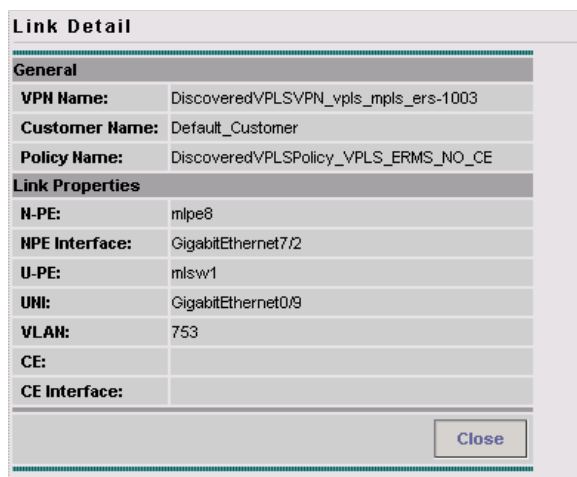 Link Detail
General
VPN Name: DiscoveredVPLSVPN_vpls_mpls_ers-1003
Customer Name: Default_Customer
Policy Name: DiscoveredVPLSPolicy_VPLS_ERMS_NO_CE
Link Properties
N-PE: mlpe8
NPE Interface: GigabitEthernet7/2
U-PE: mlsw1
UNI: GigabitEthernet0/9
VLAN: 753
CE:
CE Interface:
Close